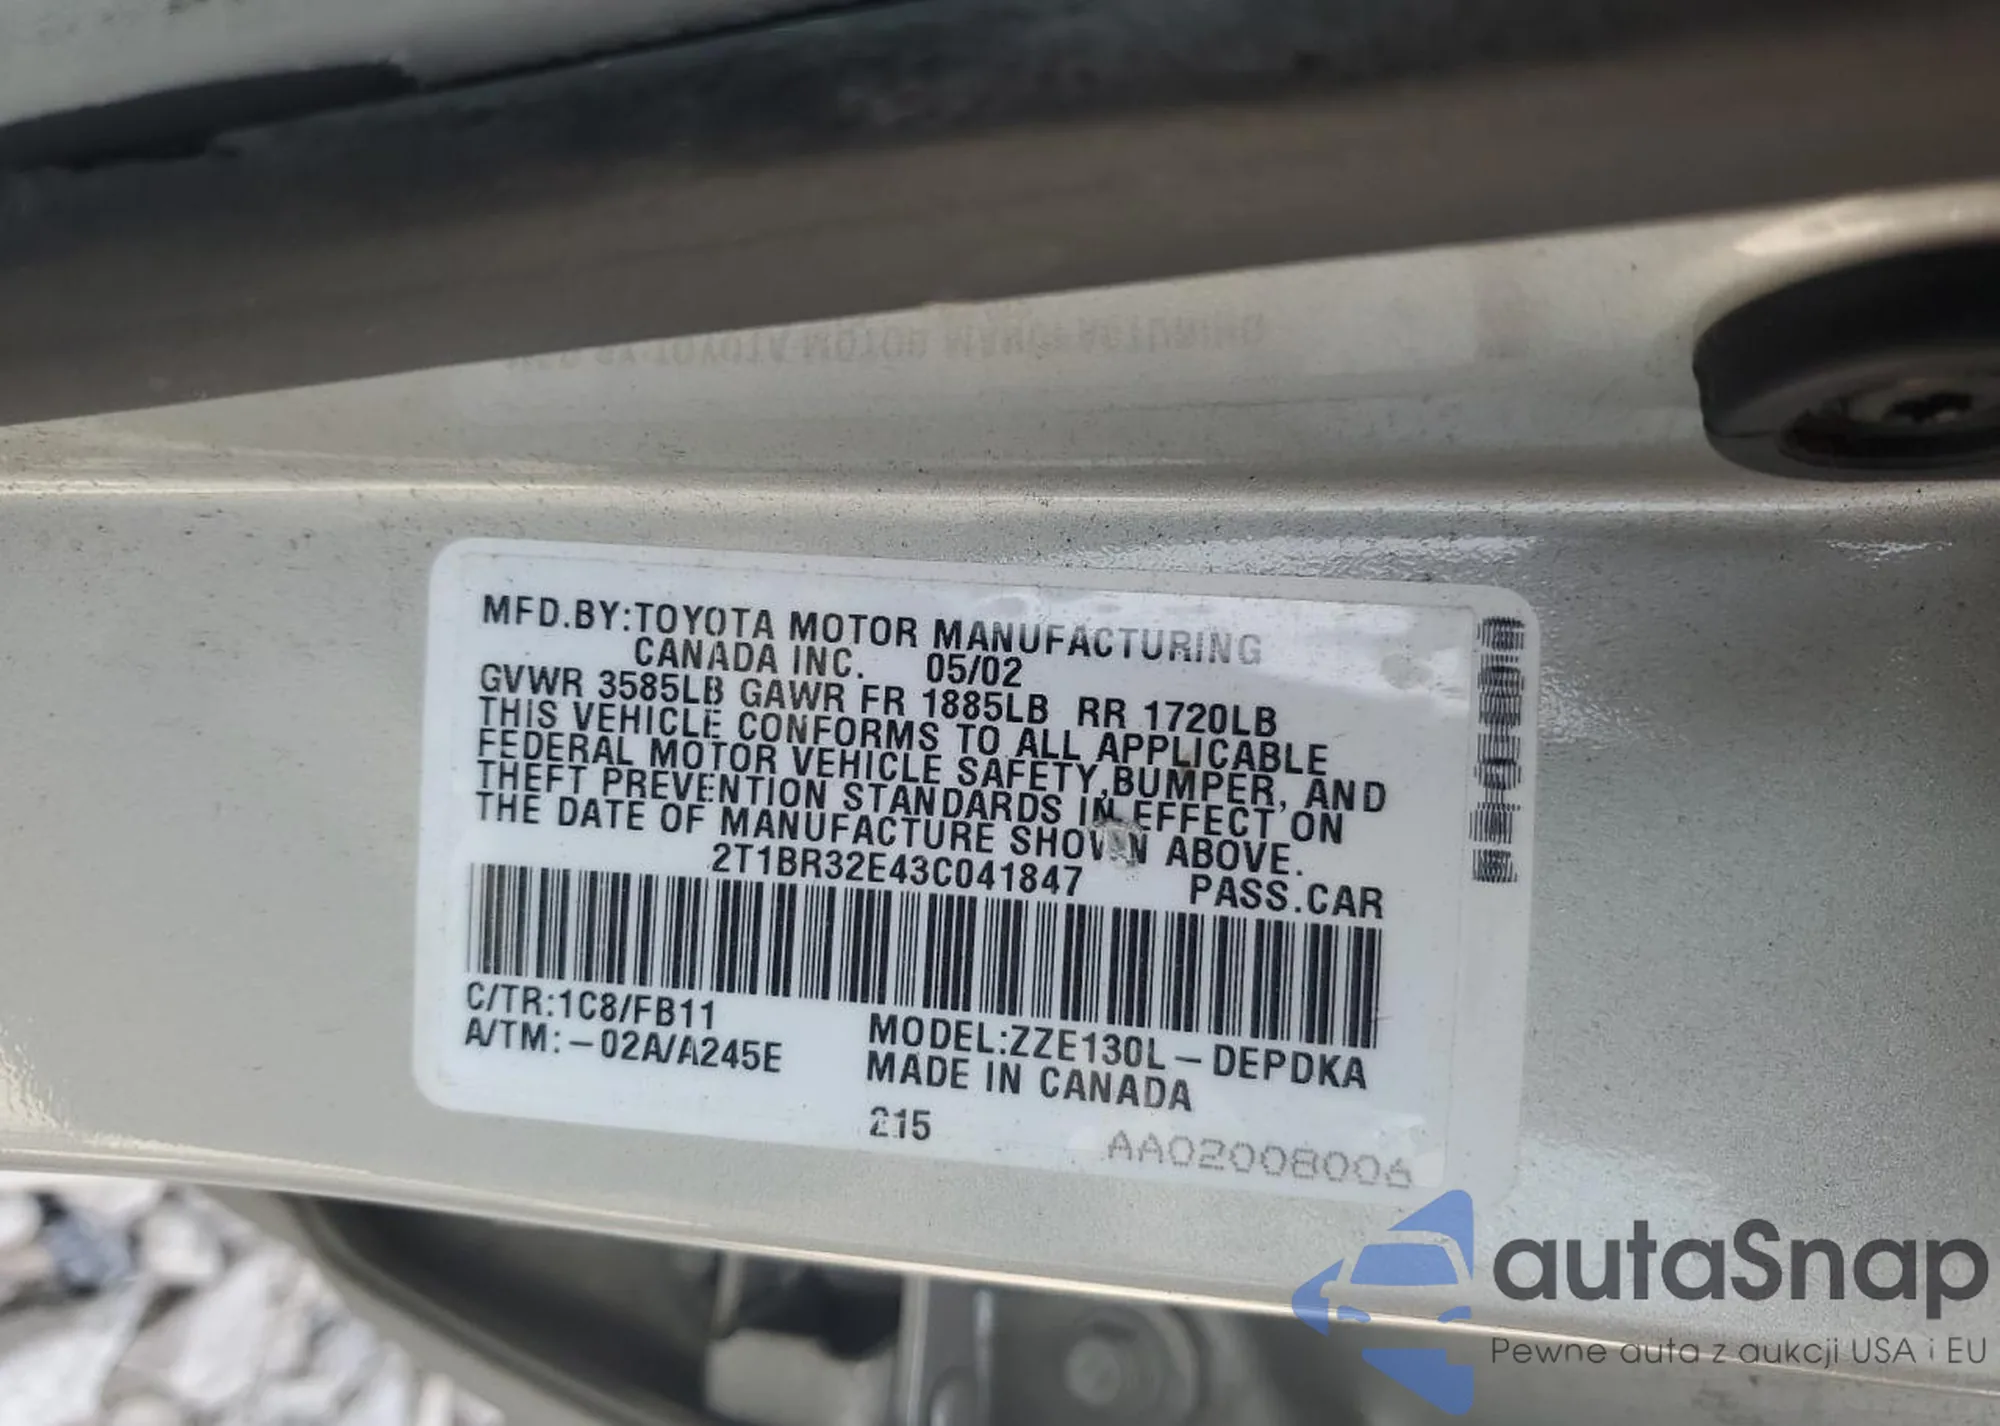 MFD.BY:TOYOTA MOTOR MANUFACTURING
CANADA INC. 05/02
GVWR 3585LB GAWR FR 1885LB RR 1720LB
THIS VEHICLE CONFORMS TO ALL APPLICABLE
FEDERAL MOTOR VEHICLE SAFETY,BUMPER, AND
THEFT PREVENTION STANDARDS IN EFFECT ON
THE DATE OF MANUFACTURE SHOWN ABOVE.
2T1BR32E43C041847 PASS.CAR
C/TR:1C8/FB11
A/TM:-02A/A245E
MODEL:ZZE130L-DEPDKA
MADE IN CANADA
215
AA02008006
autaSnap
Pewne auta z aukcji USA i EU